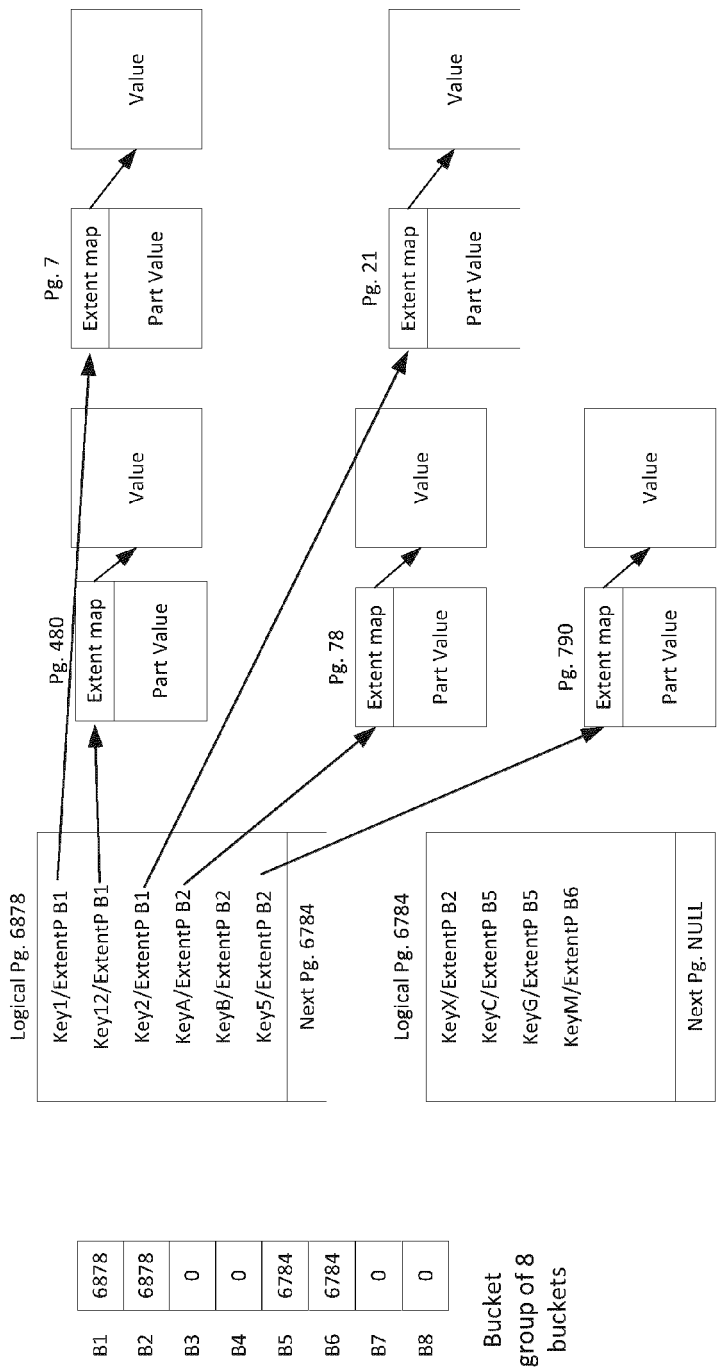 B1 6878
B2 6878
B3 0
B4 0
B5 6784
B6 6784
B7 0
B8 0
Bucket
group of 8
buckets
Logical Pg. 6878
Key1/ExtentP B1
Key12/ExtentP B1
Key2/ExtentP B1
KeyA/ExtentP B2
KeyB/ExtentP B2
Key5/ExtentP B2
Next Pg. 6784
Logical Pg. 6784
KeyX/ExtentP B2
KeyC/ExtentP B5
KeyG/ExtentP B5
KeyM/ExtentP B6
Next Pg. NULL
Pg. 480
Extent map
Part Value
Value
Pg. 78
Extent map
Part Value
Value
Pg. 790
Extent map
Part Value
Value
Pg. 7
Extent map
Part Value
Value
Pg. 21
Extent map
Part Value
Value